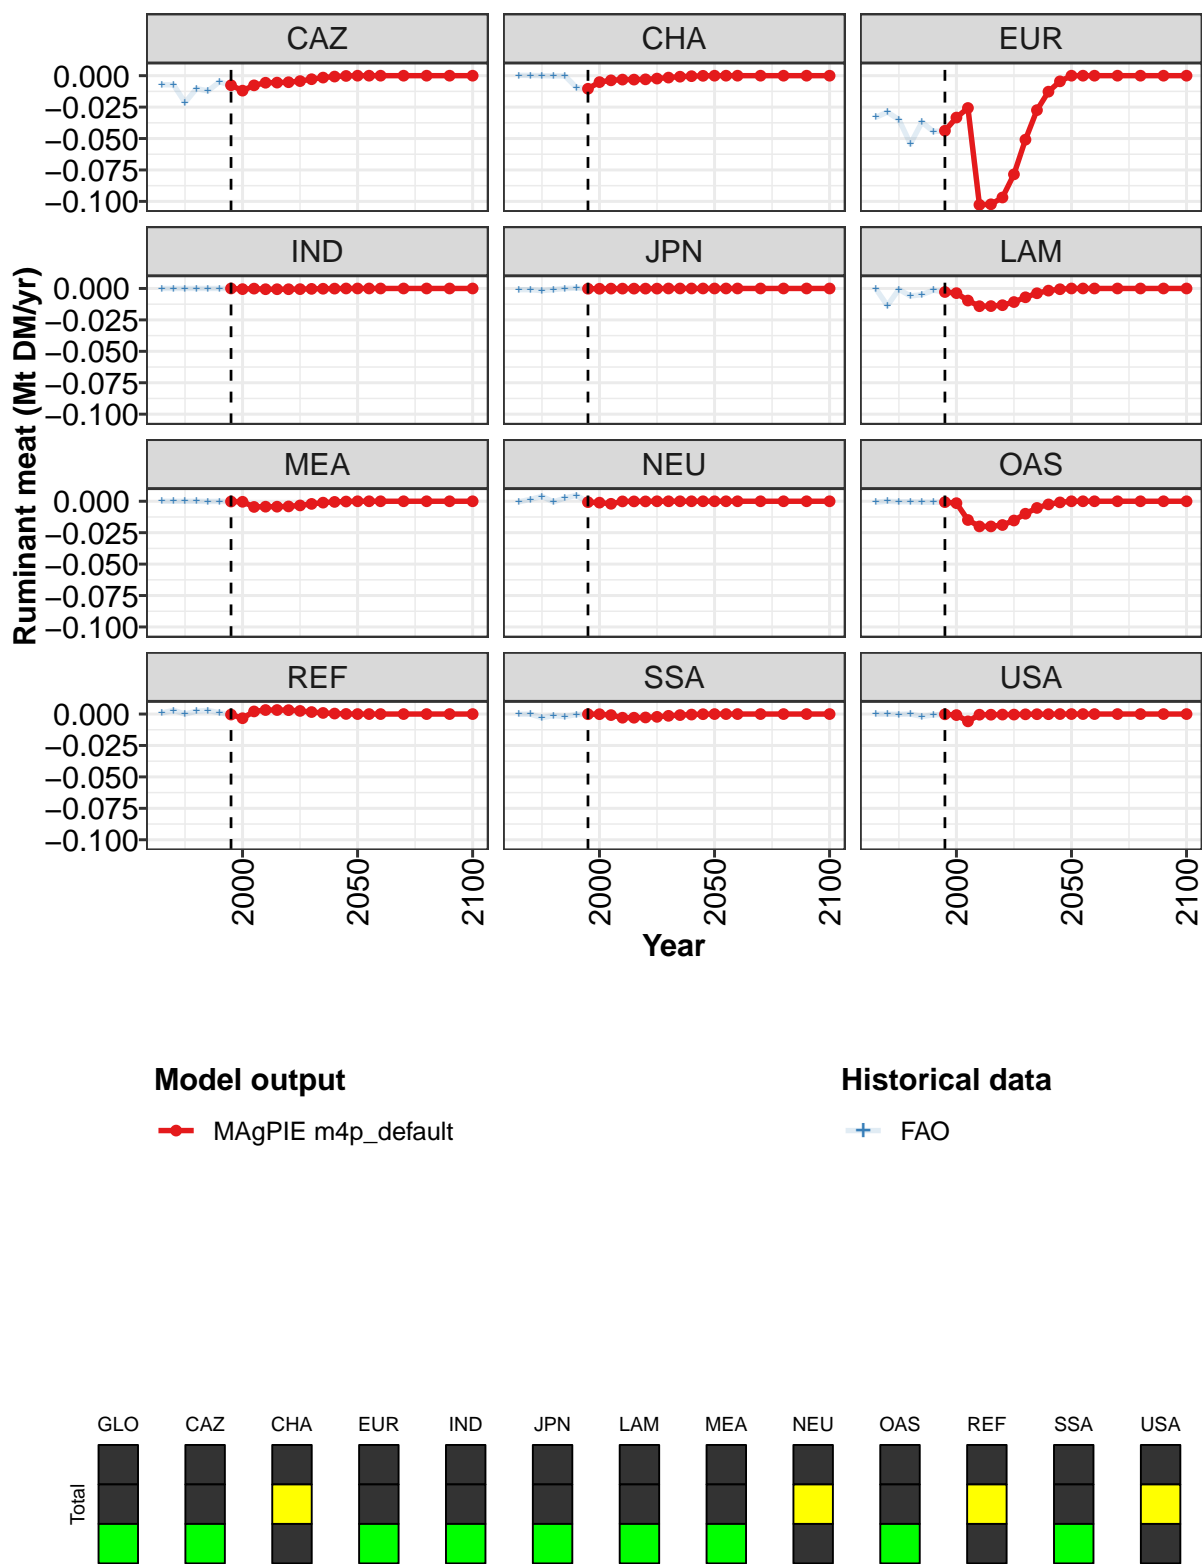 CAZ CHA EUR
0.000
−0.025
−0.050
−0.075
−0.100
IND JPN LAM
0.000
−0.025
−0.050
−0.075
−0.100
MEA NEU OAS
0.000
−0.025
−0.050
−0.075
−0.100
REF SSA USA
0.000
−0.025
−0.050
−0.075
−0.100
Ruminant meat (Mt DM/yr)
2000 2050 2100 2000 2050 2100 2000 2050 2100
Year
Model output Historical data
MAgPIE m4p_default FAO
GLO CAZ CHA EUR IND JPN LAM MEA NEU OAS REF SSA USA
Total